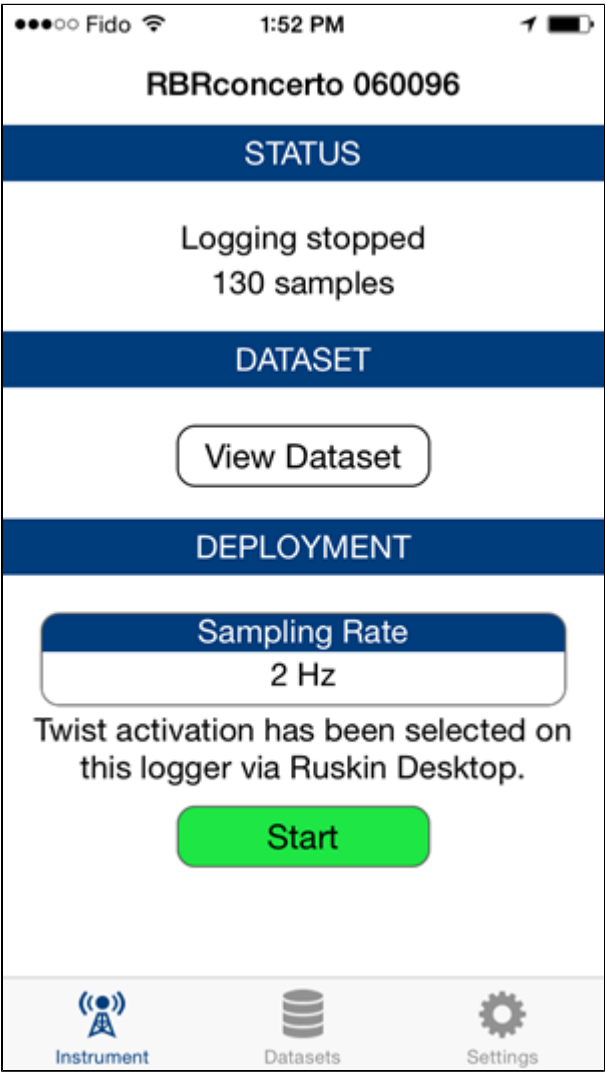 Fido 1:52 PM
RBRconcerto 060096
STATUS
Logging stopped
130 samples
DATASET
View Dataset
DEPLOYMENT
Sampling Rate
2 Hz
Twist activation has been selected on
this logger via Ruskin Desktop.
Start
Instrument Datasets Settings